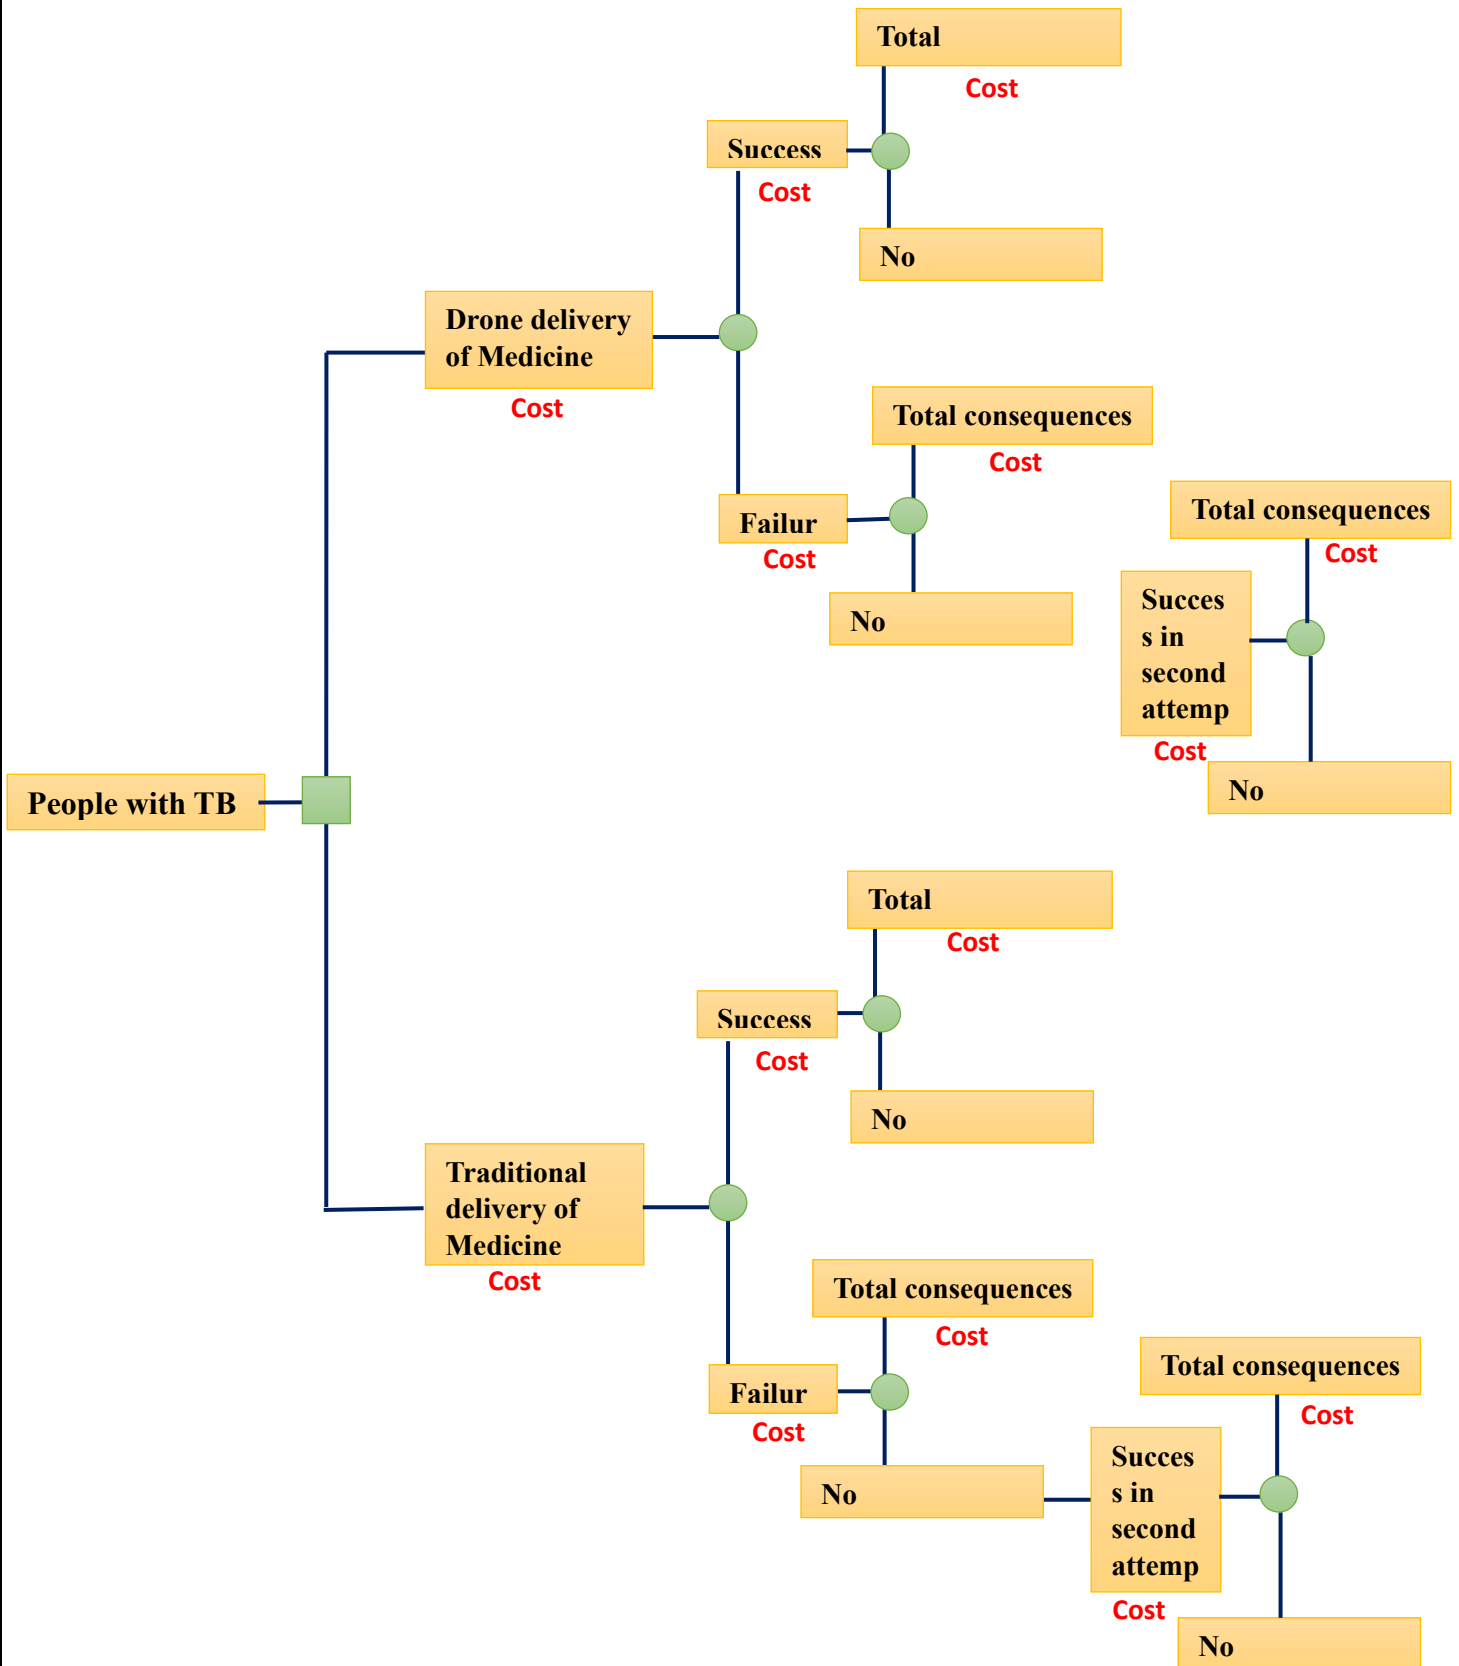 Total
Cost
Success
Cost
No
Drone delivery
of Medicine
Cost
Total consequences
Cost
Failur
Cost
No
Total consequences
Cost
Succes
s in
second
attemp
Cost
No
People with TB
Total
Cost
Success
Cost
No
Traditional
delivery of
Medicine
Cost
Total consequences
Cost
Failur
Cost
No
Total consequences
Cost
Succes
s in
second
attemp
Cost
No